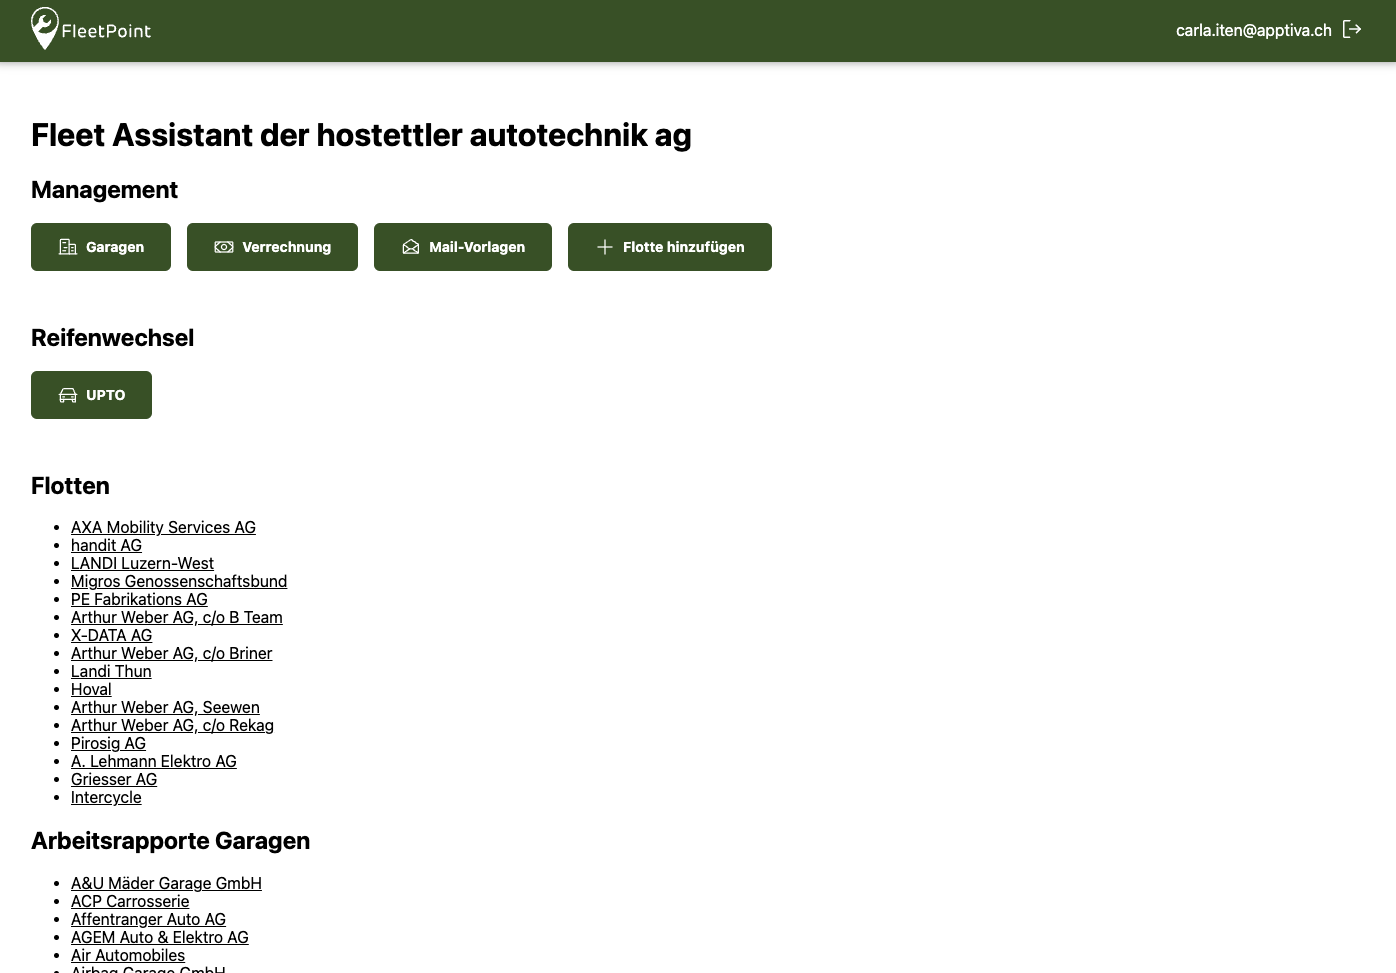 FleetPoint
carla.iten@apptiva.ch
Fleet Assistant der hostettler autotechnik ag
Management
Garagen
Verrechnung
Mail-Vorlagen
Flotte hinzufügen
Reifenwechsel
UPTO
Flotten
AXA Mobility Services AG
handit AG
LANDI Luzern-West
Migros Genossenschaftsbund
PE Fabrikations AG
Arthur Weber AG, c/o B Team
X-DATA AG
Arthur Weber AG, c/o Briner
Landi Thun
Hoval
Arthur Weber AG, Seewen
Arthur Weber AG, c/o Rekag
Pirosig AG
A. Lehmann Elektro AG
Griesser AG
Intercycle
Arbeitsrapporte Garagen
A&U Mäder Garage GmbH
ACP Carrosserie
Affentranger Auto AG
AGEM Auto & Elektro AG
Air Automobiles
Airbag Garage GmbH